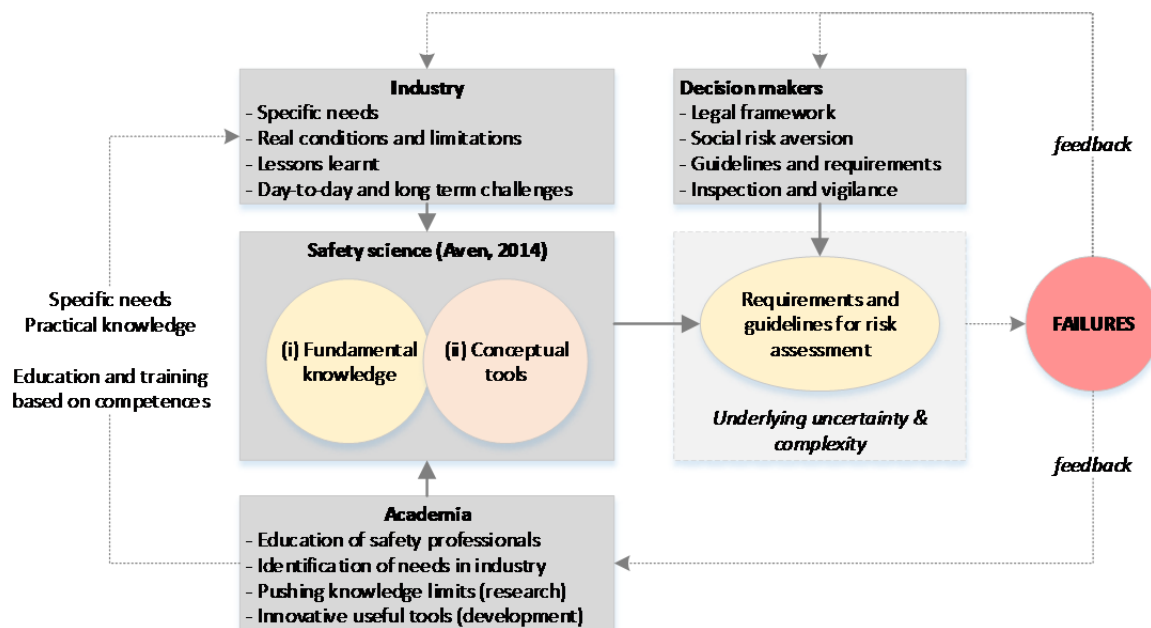 Industry
- Specific needs
- Real conditions and limitations
- Lessons learnt
- Day-to-day and long term challenges
Decision makers
- Legal framework
- Social risk aversion
- Guidelines and requirements
- Inspection and vigilance
feedback
Safety science (Aven, 2014)
(i) Fundamental
knowledge
(ii) Conceptual
tools
Requirements and
guidelines for risk
assessment
Underlying uncertainty &
complexity
FAILURES
Specific needs
Practical knowledge
Education and training
based on competences
feedback
Academia
- Education of safety professionals
- Identification of needs in industry
- Pushing knowledge limits (research)
- Innovative useful tools (development)